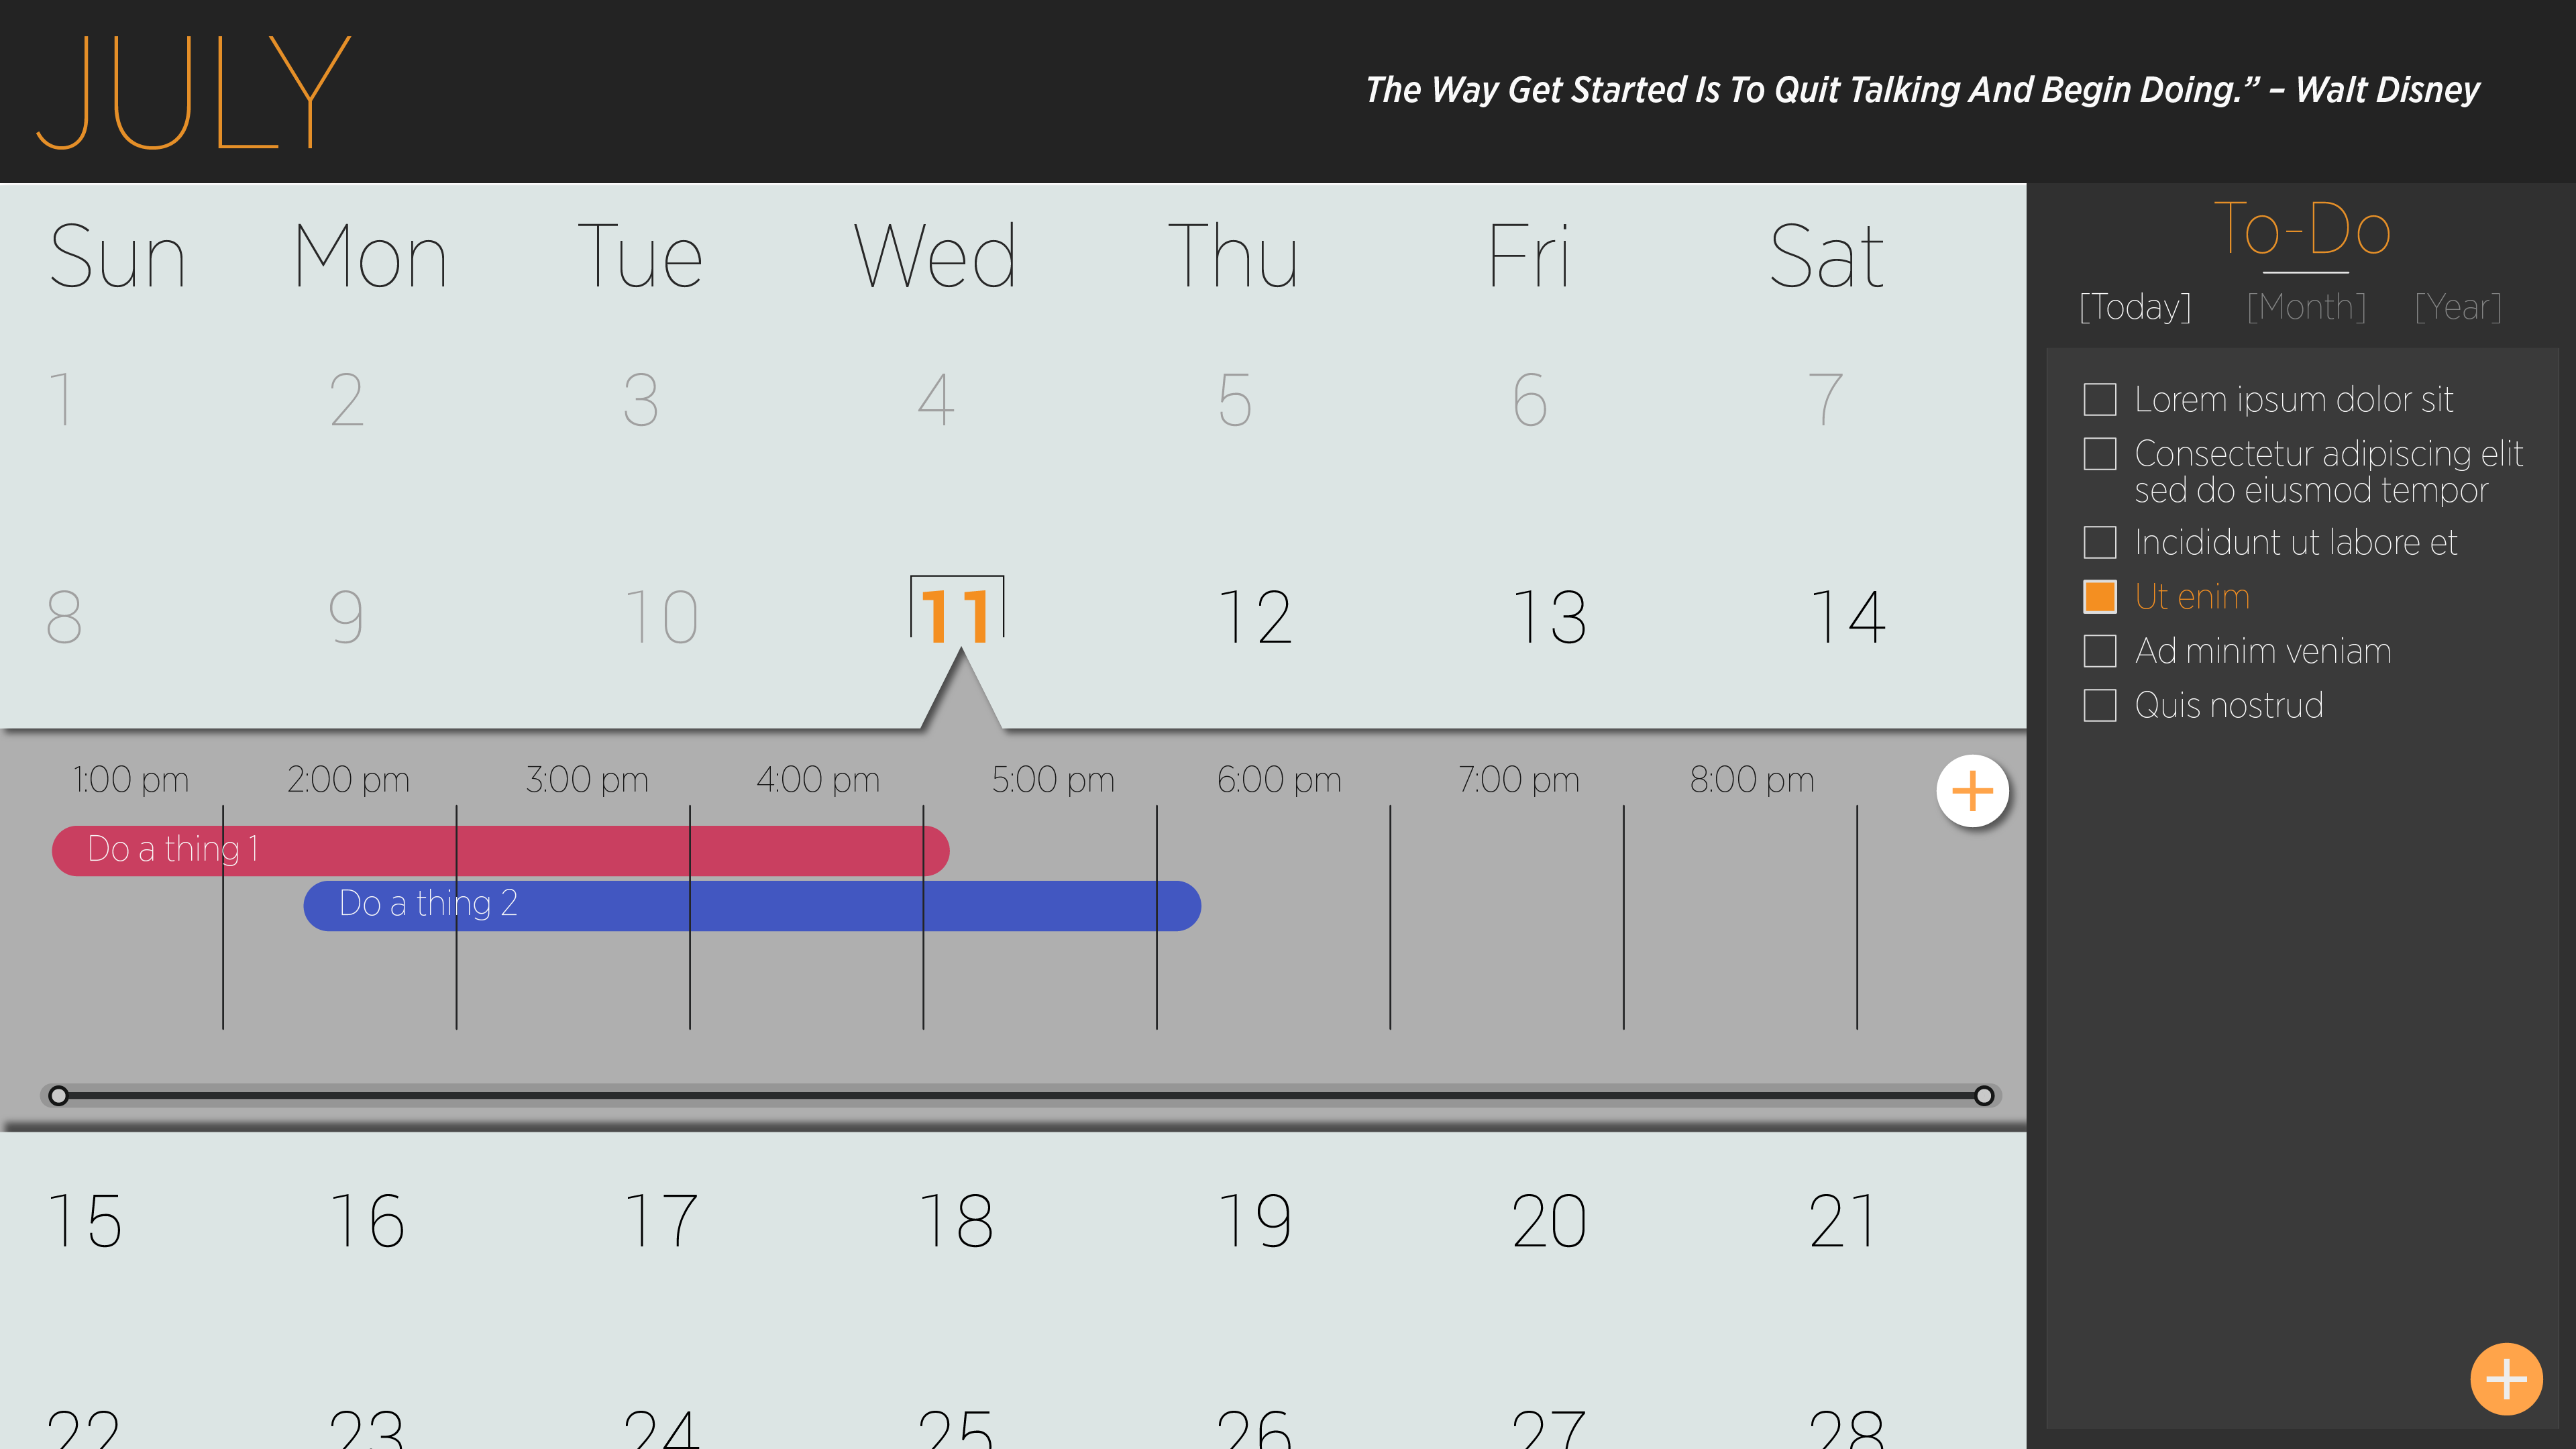 JULY
The Way Get Started Is To Quit Talking And Begin Doing.” – Walt Disney
Sun Mon Tue Wed Thu Fri Sat
1 2 3 4 5 6 7
8 9 10 11 12 13 14
1:00 pm 2:00 pm 3:00 pm 4:00 pm 5:00 pm 6:00 pm 7:00 pm 8:00 pm
Do a thing 1
Do a thing 2
15 16 17 18 19 20 21
22 23 24 25 26 27 28
To-Do
[Today] [Month] [Year]
Lorem ipsum dolor sit
Consectetur adipiscing elit
sed do eiusmod tempor
Incididunt ut labore et
Ut enim
Ad minim veniam
Quis nostrud